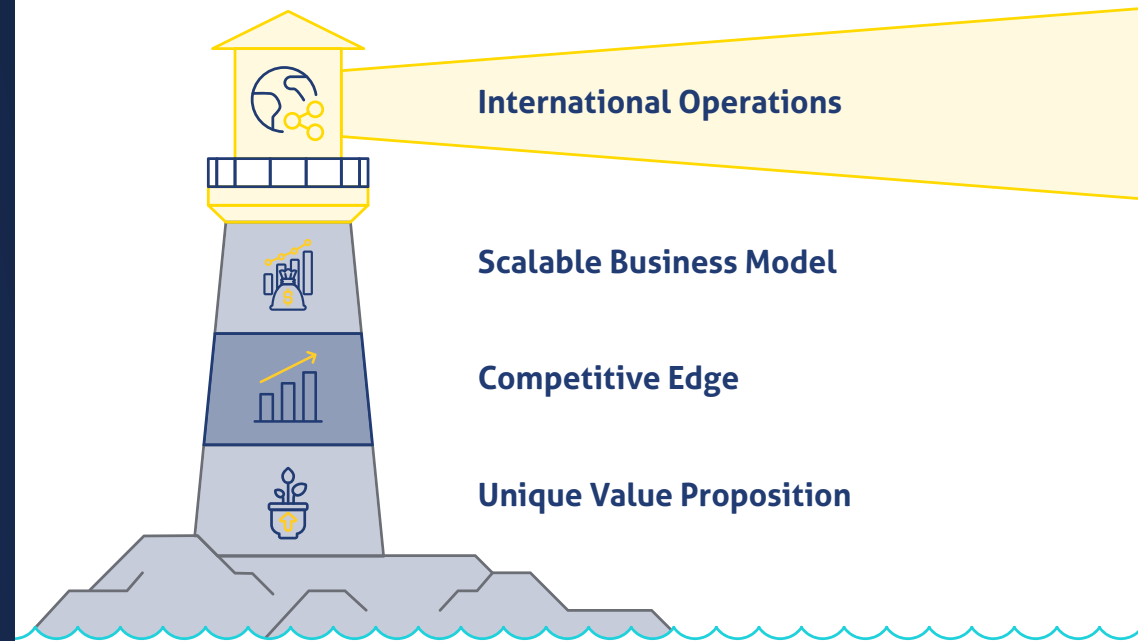 International Operations
Scalable Business Model
$
Competitive Edge
Unique Value Proposition